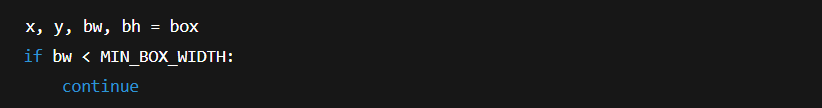 x, y, bw, bh = box
if bw < MIN_BOX_WIDTH:
    continue